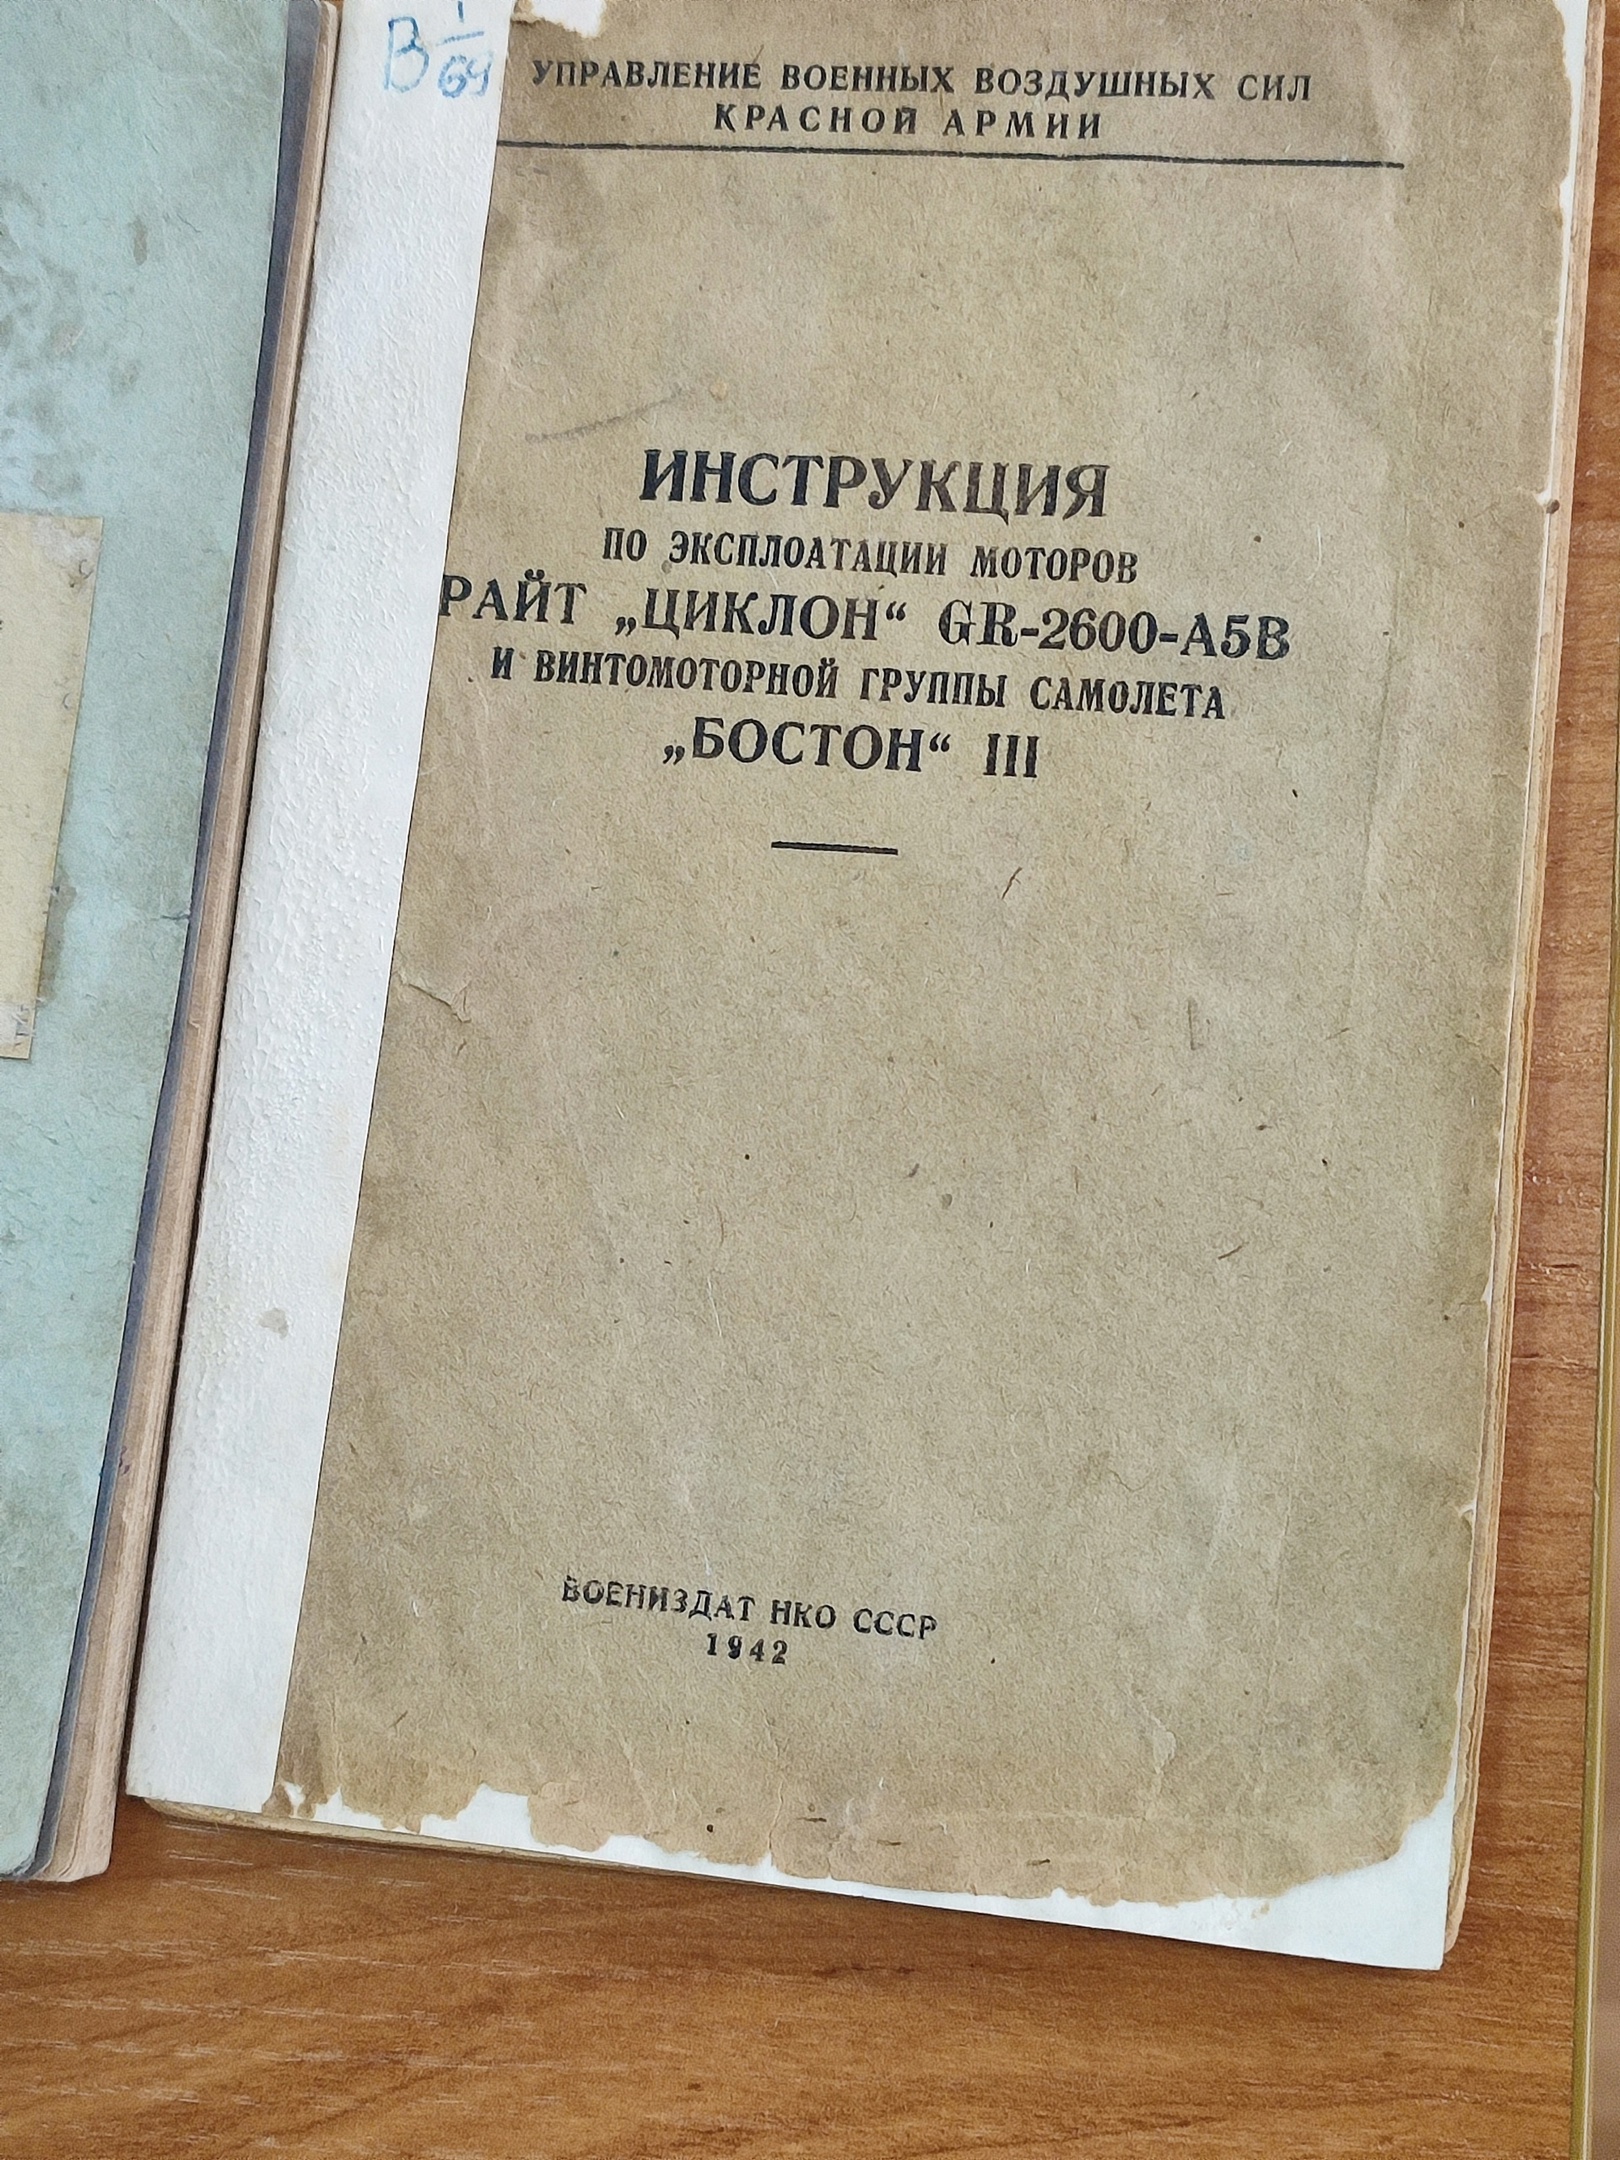 В 1/64
УПРАВЛЕНИЕ ВОЕННЫХ ВОЗДУШНЫХ СИЛ
КРАСНОЙ АРМИИ
ИНСТРУКЦИЯ
ПО ЭКСПЛОАТАЦИИ МОТОРОВ
РАЙТ „ЦИКЛОН“ GR-2600-A5B
И ВИНТОМОТОРНОЙ ГРУППЫ САМОЛЕТА
„БОСТОН“ III
ВОЕНИЗДАТ НКО СССР
1942